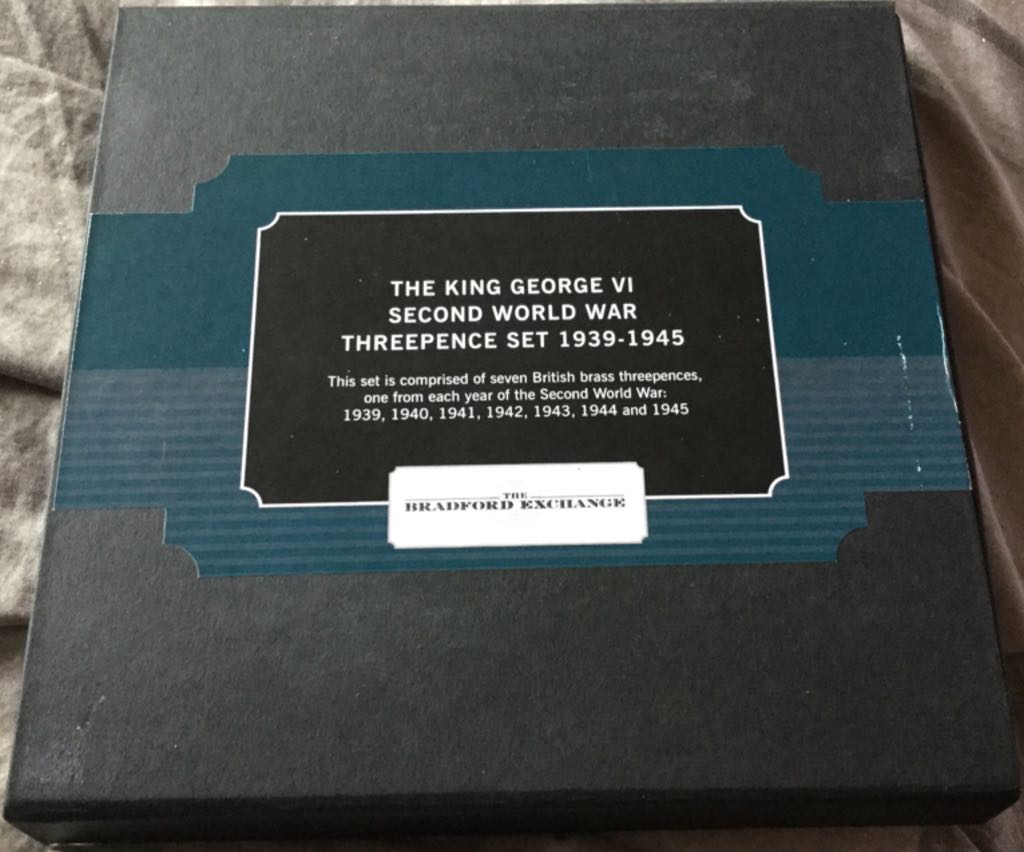 THE KING GEORGE VI
SECOND WORLD WAR
THREEPENCE SET 1939-1945
This set is comprised of seven British brass threepences,
one from each year of the Second World War:
1939, 1940, 1941, 1942, 1943, 1944 and 1945
THE
BRADFORD EXCHANGE